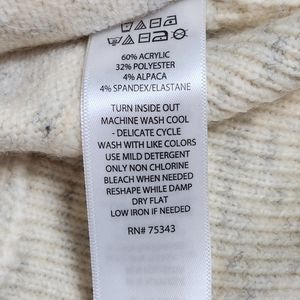 60% ACRYLIC
32% POLYESTER
4% ALPACA
4% SPANDEX/ELASTANE
TURN INSIDE OUT
MACHINE WASH COOL
- DELICATE CYCLE
WASH WITH LIKE COLORS
USE MILD DETERGENT
ONLY NON CHLORINE
BLEACH WHEN NEEDED
RESHAPE WHILE DAMP
DRY FLAT
LOW IRON IF NEEDED
RN# 75343